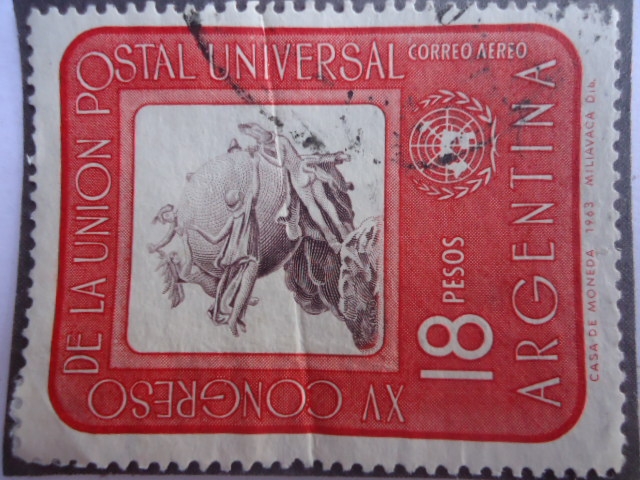 XV CONGRESO
DE LA UNION POSTAL UNIVERSAL
CORREO AEREO
18 PESOS
ARGENTINA
CASA DE MONEDA 1963 MILIAVACA DIB.